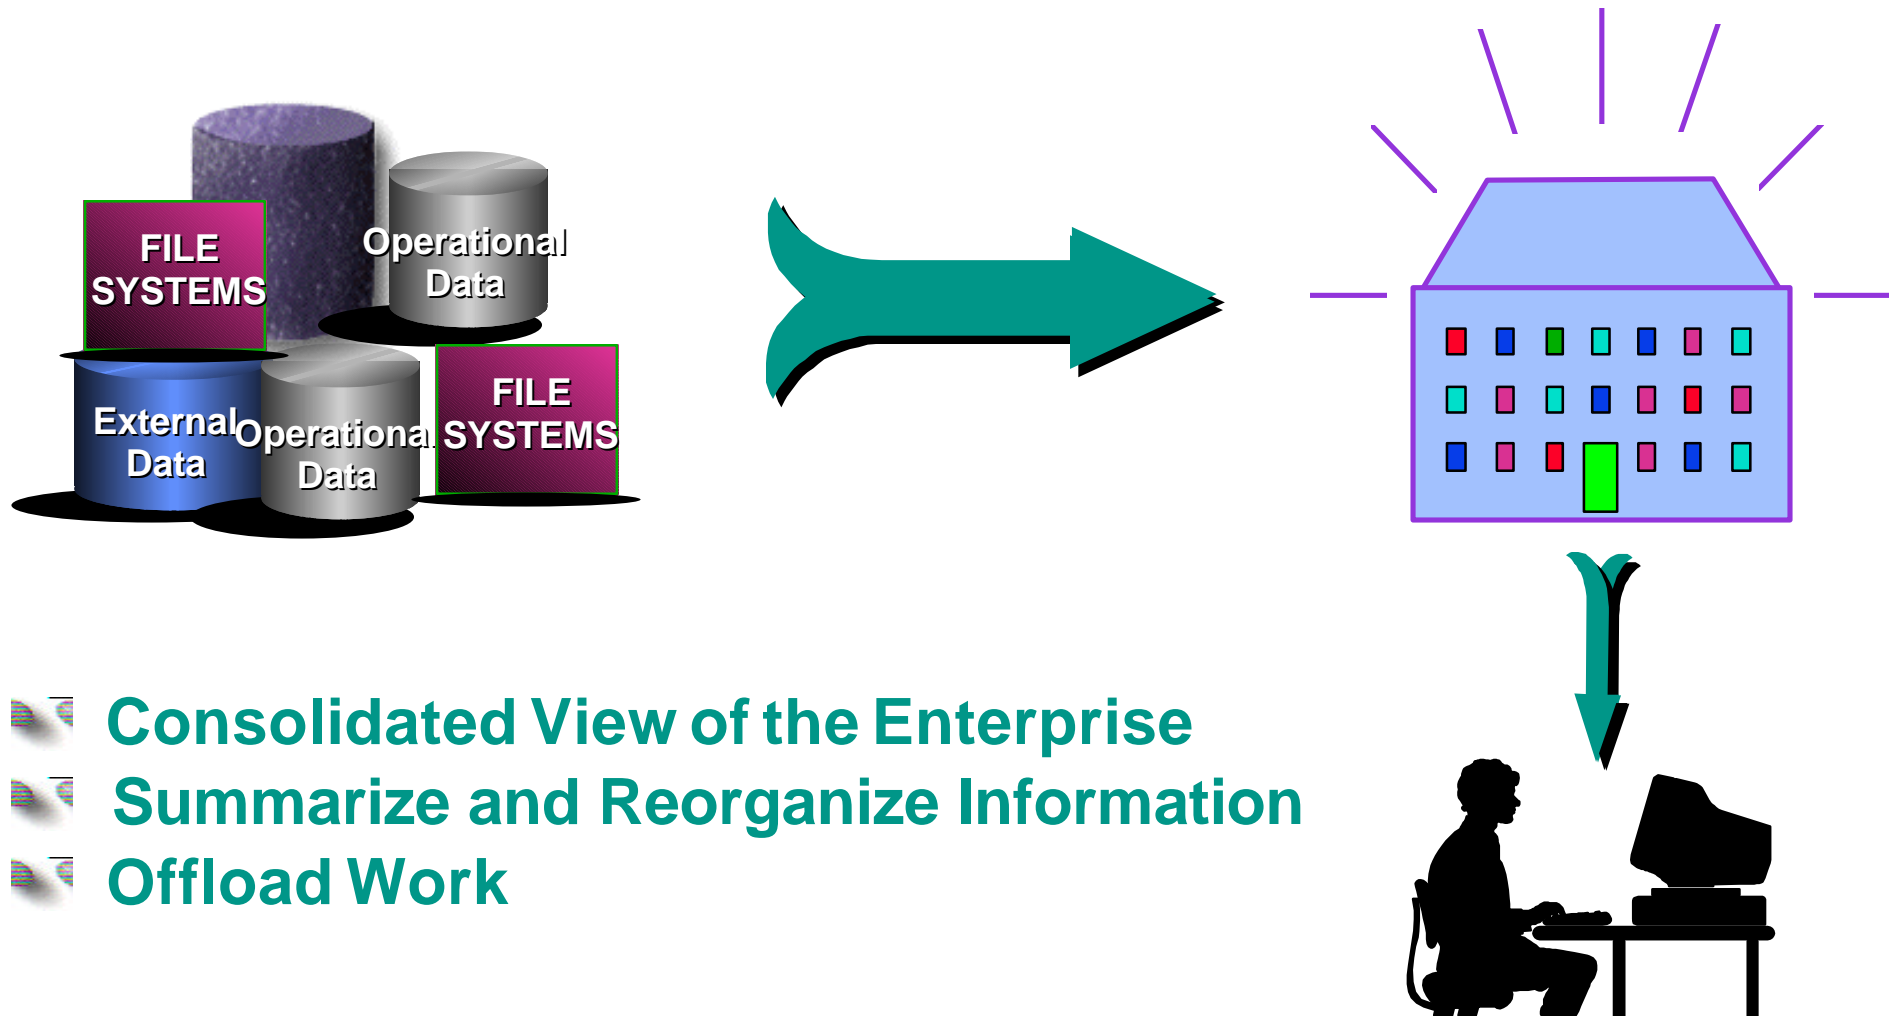 FILE
SYSTEMS
Operational
Data
External
Data
Operational
Data
FILE
SYSTEMS
Consolidated View of the Enterprise
Summarize and Reorganize Information
Offload Work